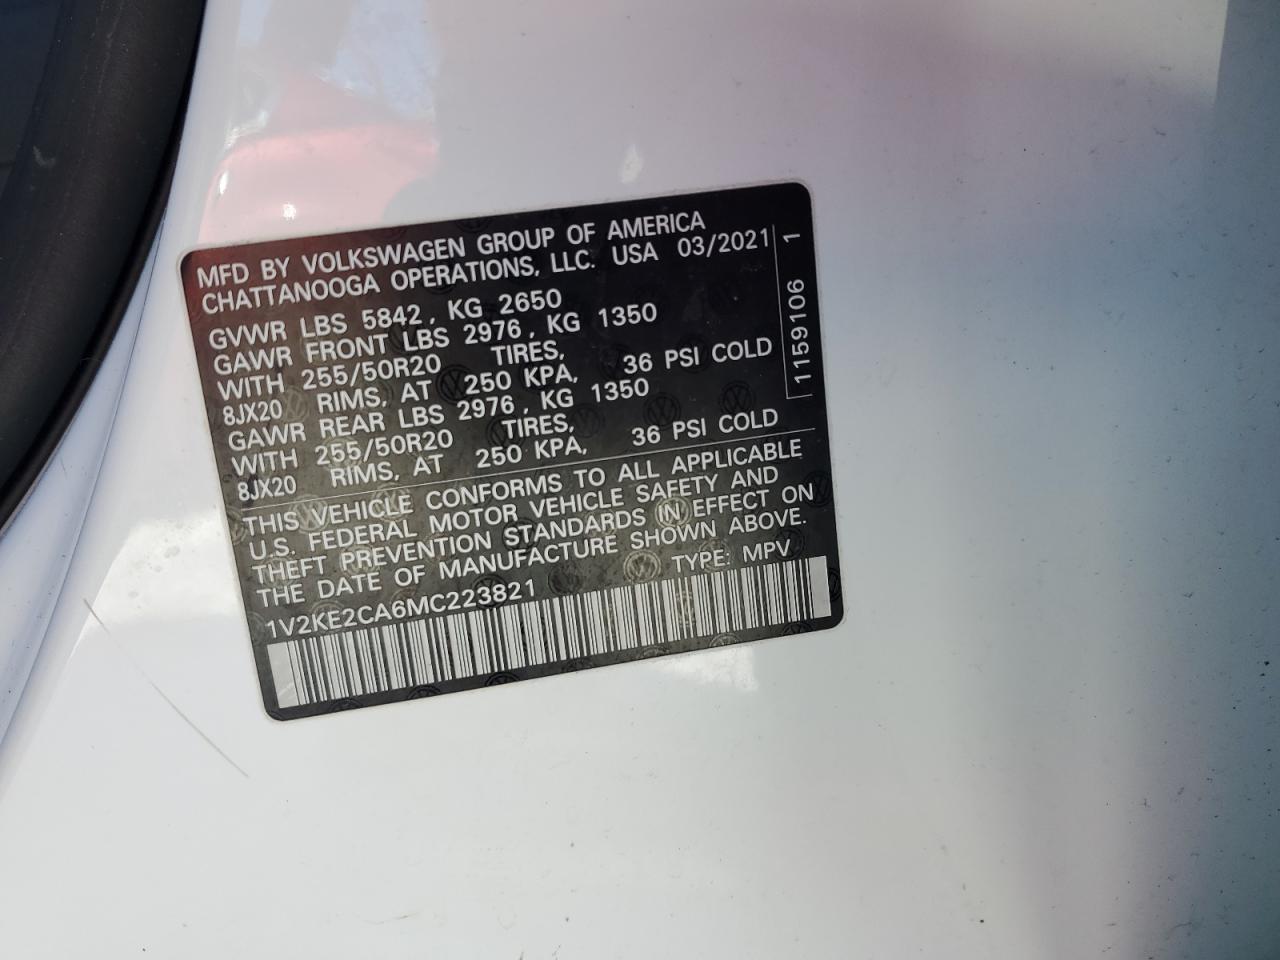 MFD BY VOLKSWAGEN GROUP OF AMERICA
CHATTANOOGA OPERATIONS, LLC. USA 03/2021
GVWR LBS 5842, KG 2650
GAWR FRONT LBS 2976, KG 1350
WITH 255/50R20 TIRES,
8JX20 RIMS, AT 250 KPA, 36 PSI COLD
GAWR REAR LBS 2976, KG 1350
WITH 255/50R20 TIRES,
8JX20 RIMS, AT 250 KPA, 36 PSI COLD
THIS VEHICLE CONFORMS TO ALL APPLICABLE
U.S. FEDERAL MOTOR VEHICLE SAFETY AND
THEFT PREVENTION STANDARDS IN EFFECT ON
THE DATE OF MANUFACTURE SHOWN ABOVE.
1V2KE2CA6MC223821 TYPE: MPV
1159106 1